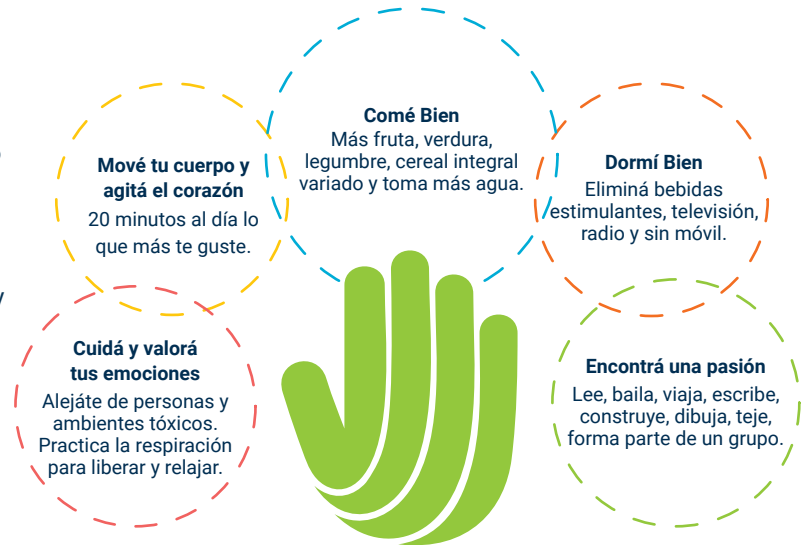 Comé Bien
Más fruta, verdura,
legumbre, cereal integral
variado y toma más agua.
Mové tu cuerpo y
agitá el corazón
20 minutos al día lo
que más te guste.
Dormí Bien
Eliminá bebidas
estimulantes, televisión,
radio y sin móvil.
Cuidá y valorá
tus emociones
Alejáte de personas y
ambientes tóxicos.
Practica la respiración
para liberar y relajar.
Encontrá una pasión
Lee, baila, viaja, escribe,
construye, dibuja, teje,
forma parte de un grupo.